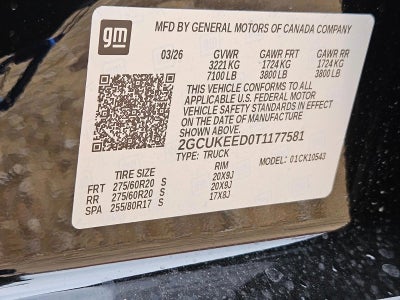 gm
MFD BY GENERAL MOTORS OF CANADA COMPANY
03/26 GVWR GAWR FRT GAWR RR
3221 KG 1724 KG 1724 KG
7100 LB 3800 LB 3800 LB
THIS VEHICLE CONFORMS TO ALL
APPLICABLE U.S. FEDERAL MOTOR
VEHICLE SAFETY STANDARDS IN EFFECT ON
THE DATE OF MANUFACTURE SHOWN ABOVE.
2GCUKEED0T1177581
TYPE: TRUCK MODEL: 01CK10543
TIRE SIZE RIM
FRT 275/60R20 S 20X9J
RR 275/60R20 S 20X9J
SPA 255/80R17 S 17X8J